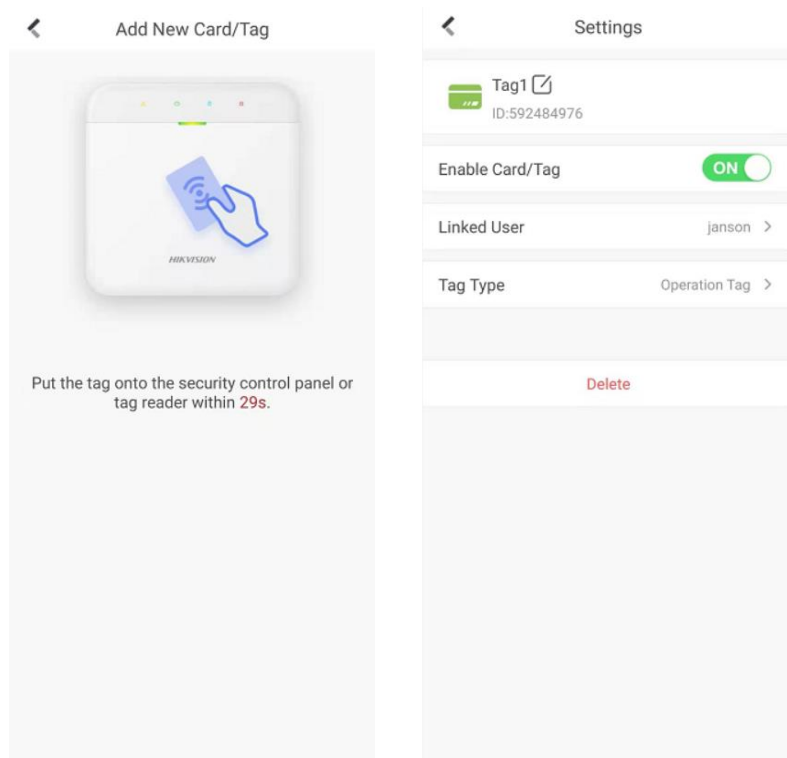 Add New Card/Tag
HIKVISION
Put the tag onto the security control panel or
tag reader within 29s.
Settings
Tag1
ID:592484976
Enable Card/Tag
ON
Linked User janson
Tag Type Operation Tag
Delete